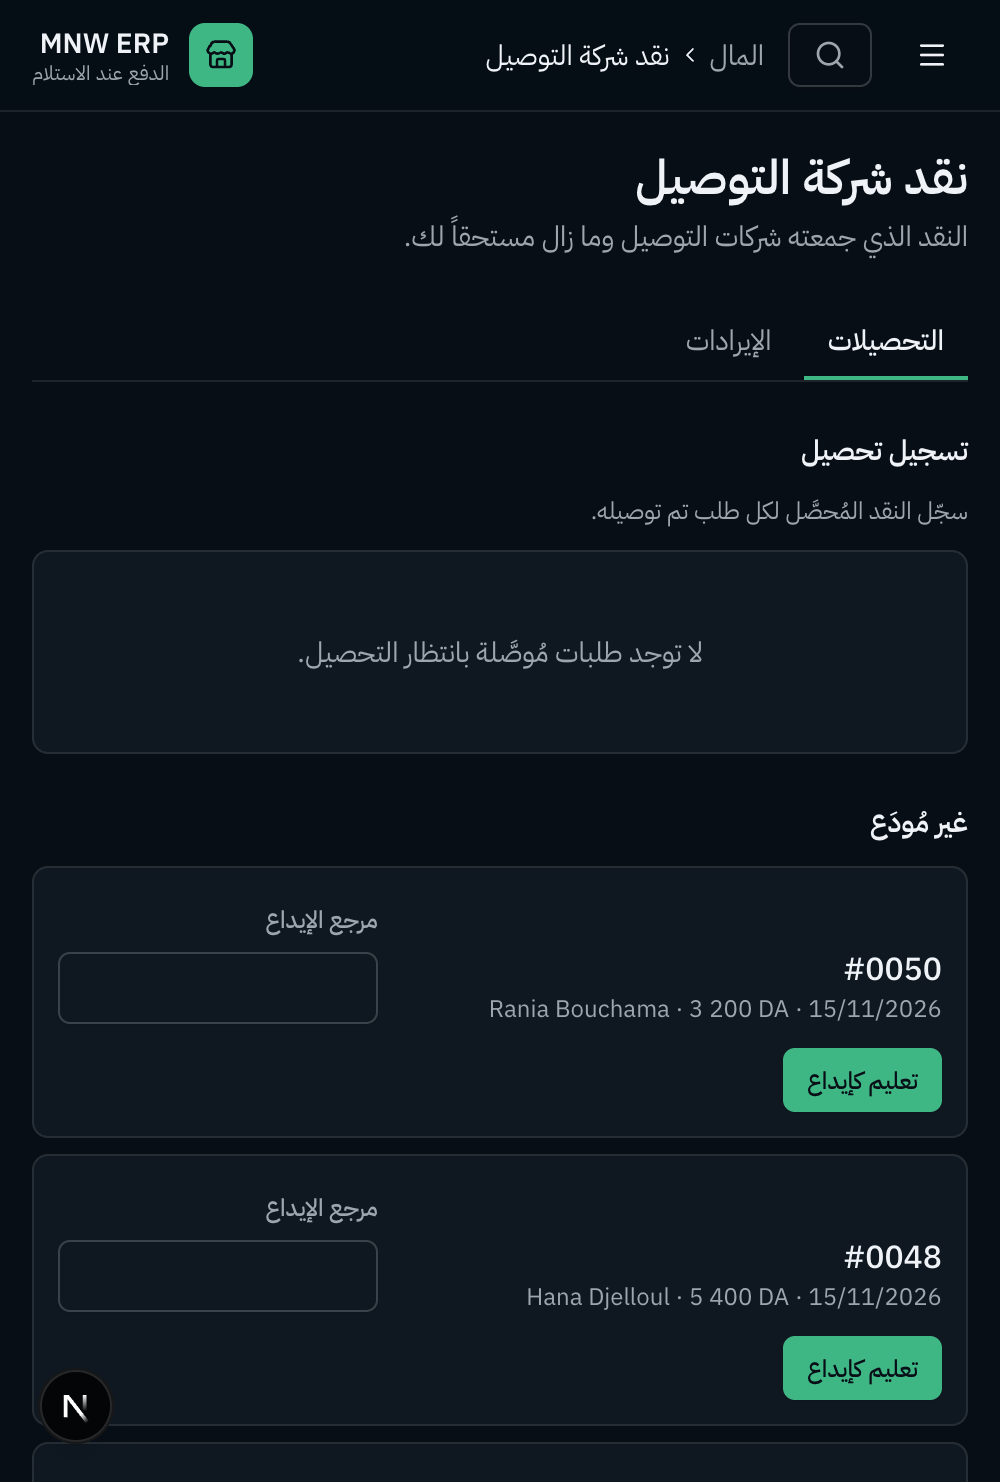 MNW ERP
الدفع عند الاستلام
المال › نقد شركة التوصيل
نقد شركة التوصيل
النقد الذي جمعته شركات التوصيل وما زال مستحقاً لك.
التحصيلات
الإيرادات
تسجيل تحصيل
سجّل النقد المُحصَّل لكل طلب تم توصيله.
لا توجد طلبات مُوصَّلة بانتظار التحصيل.
غير مُودَع
#0050
Rania Bouchama · 3 200 DA · 15/11/2026
مرجع الإيداع
تعليم كإيداع
#0048
Hana Djelloul · 5 400 DA · 15/11/2026
مرجع الإيداع
تعليم كإيداع
N